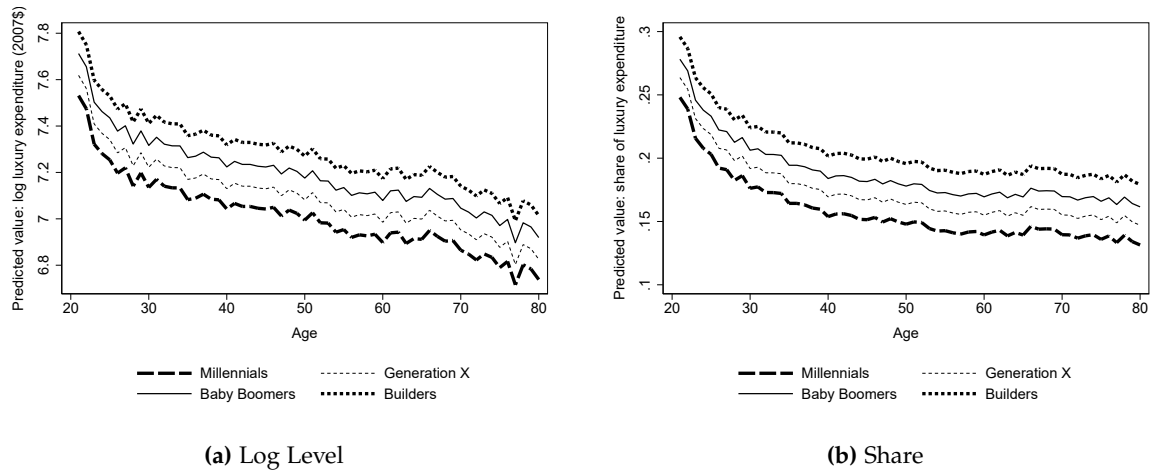 Predicted value: log luxury expenditure (2007$)
7.8
7.6
7.4
7.2
7
6.8
20 30 40 50 60 70 80
Age
Millennials Generation X
Baby Boomers Builders
(a) Log Level
Predicted value: share of luxury expenditure
.3
.25
.2
.15
.1
20 30 40 50 60 70 80
Age
Millennials Generation X
Baby Boomers Builders
(b) Share